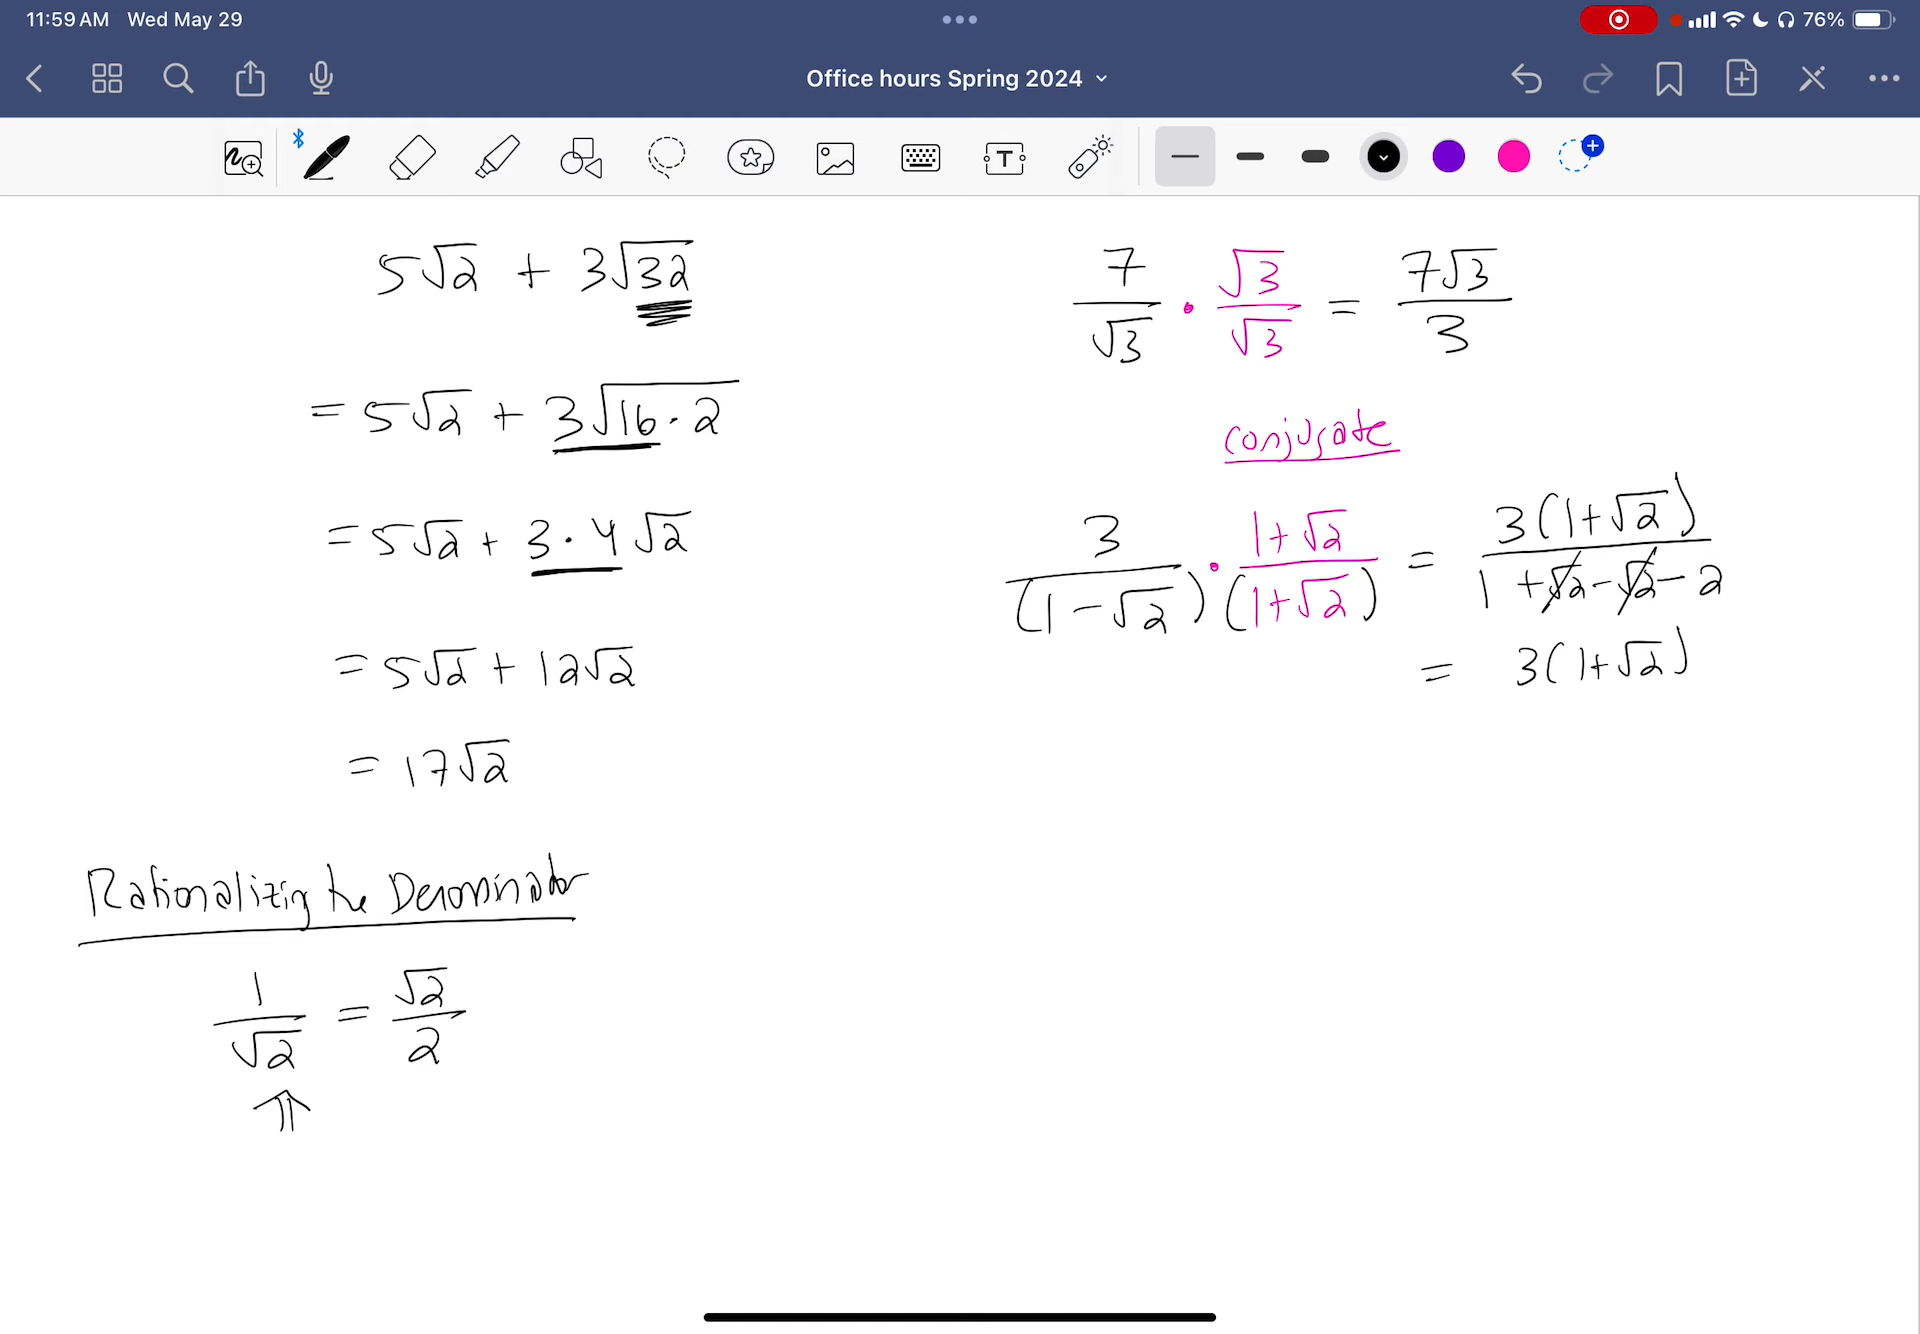 11:59 AM Wed May 29
76%
Office hours Spring 2024
T
5√2 + 3√32
= 5√2 + 3√16·2
= 5√2 + 3·4√2
= 5√2 + 12√2
= 17√2
Rationalizing the Denominator
1/√2 = √2/2
7/√3 · √3/√3 = 7√3/3
conjugate
3/(1-√2) · 1+√2/(1+√2) = 3(1+√2)/1+√2-√2-2
= 3(1+√2)